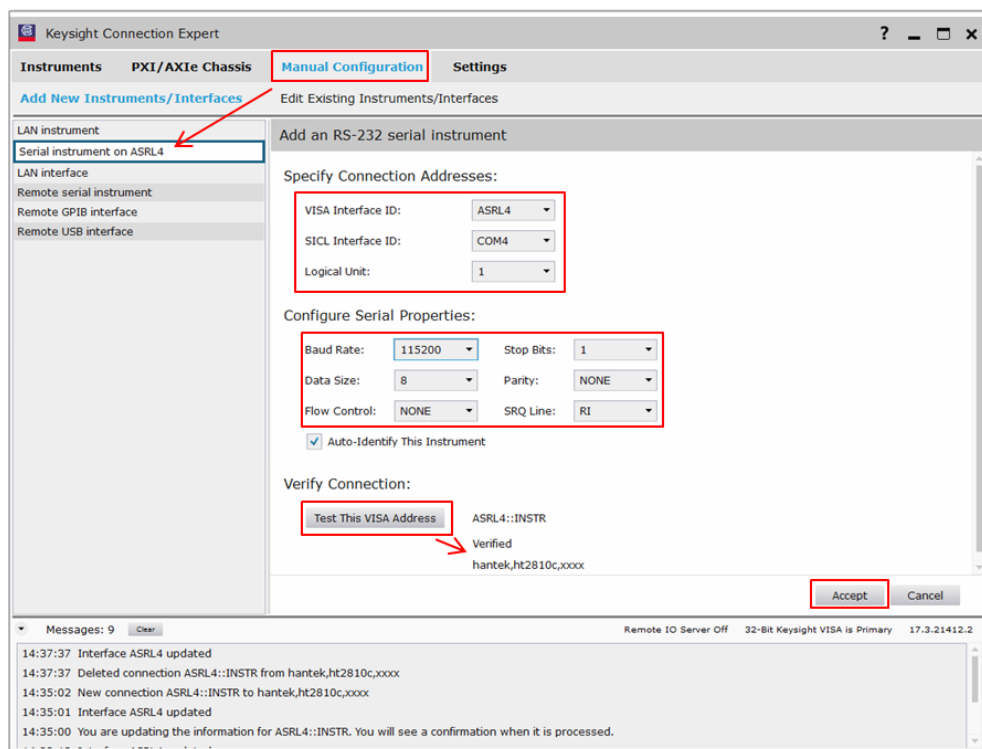 Keysight Connection Expert
? _ □ ×
Instruments PXI/AXIe Chassis Manual Configuration Settings
Add New Instruments/Interfaces Edit Existing Instruments/Interfaces
LAN instrument
Serial instrument on ASRL4
LAN interface
Remote serial instrument
Remote GPIB interface
Remote USB interface
Add an RS-232 serial instrument
Specify Connection Addresses:
VISA Interface ID: ASRL4
SICL Interface ID: COM4
Logical Unit: 1
Configure Serial Properties:
Baud Rate: 115200 Stop Bits: 1
Data Size: 8 Parity: NONE
Flow Control: NONE SRQ Line: RI
Auto-Identify This Instrument
Verify Connection:
Test This VISA Address ASRL4::INSTR
Verified
hantek,ht2810c,xxxx
Accept Cancel
Messages: 9 Clear Remote IO Server Off 32-Bit Keysight VISA is Primary 17.3.21412.2
14:37:37 Interface ASRL4 updated
14:37:37 Deleted connection ASRL4::INSTR from hantek,ht2810c,xxxx
14:35:02 New connection ASRL4::INSTR to hantek,ht2810c,xxxx
14:35:01 Interface ASRL4 updated
14:35:00 You are updating the information for ASRL4::INSTR. You will see a confirmation when it is processed.